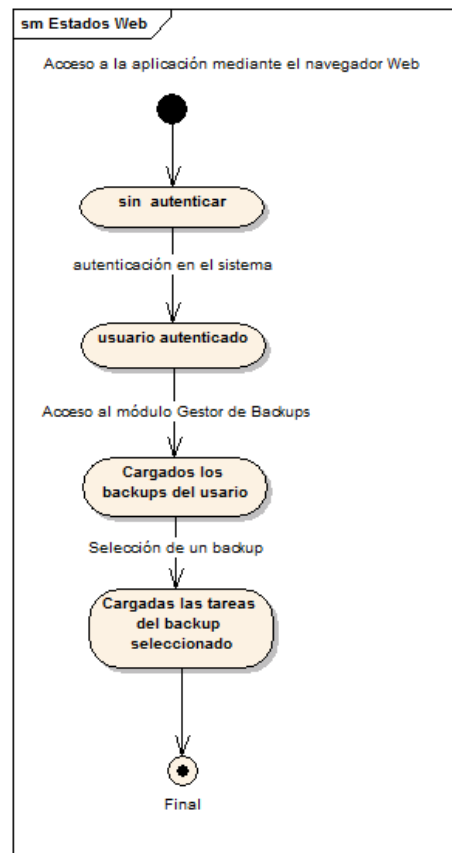 sm Estados Web
Acceso a la aplicación mediante el navegador Web
sin autenticar
autenticación en el sistema
usuario autenticado
Acceso al módulo Gestor de Backups
Cargados los
backups del usario
Selección de un backup
Cargadas las tareas
del backup
seleccionado
Final